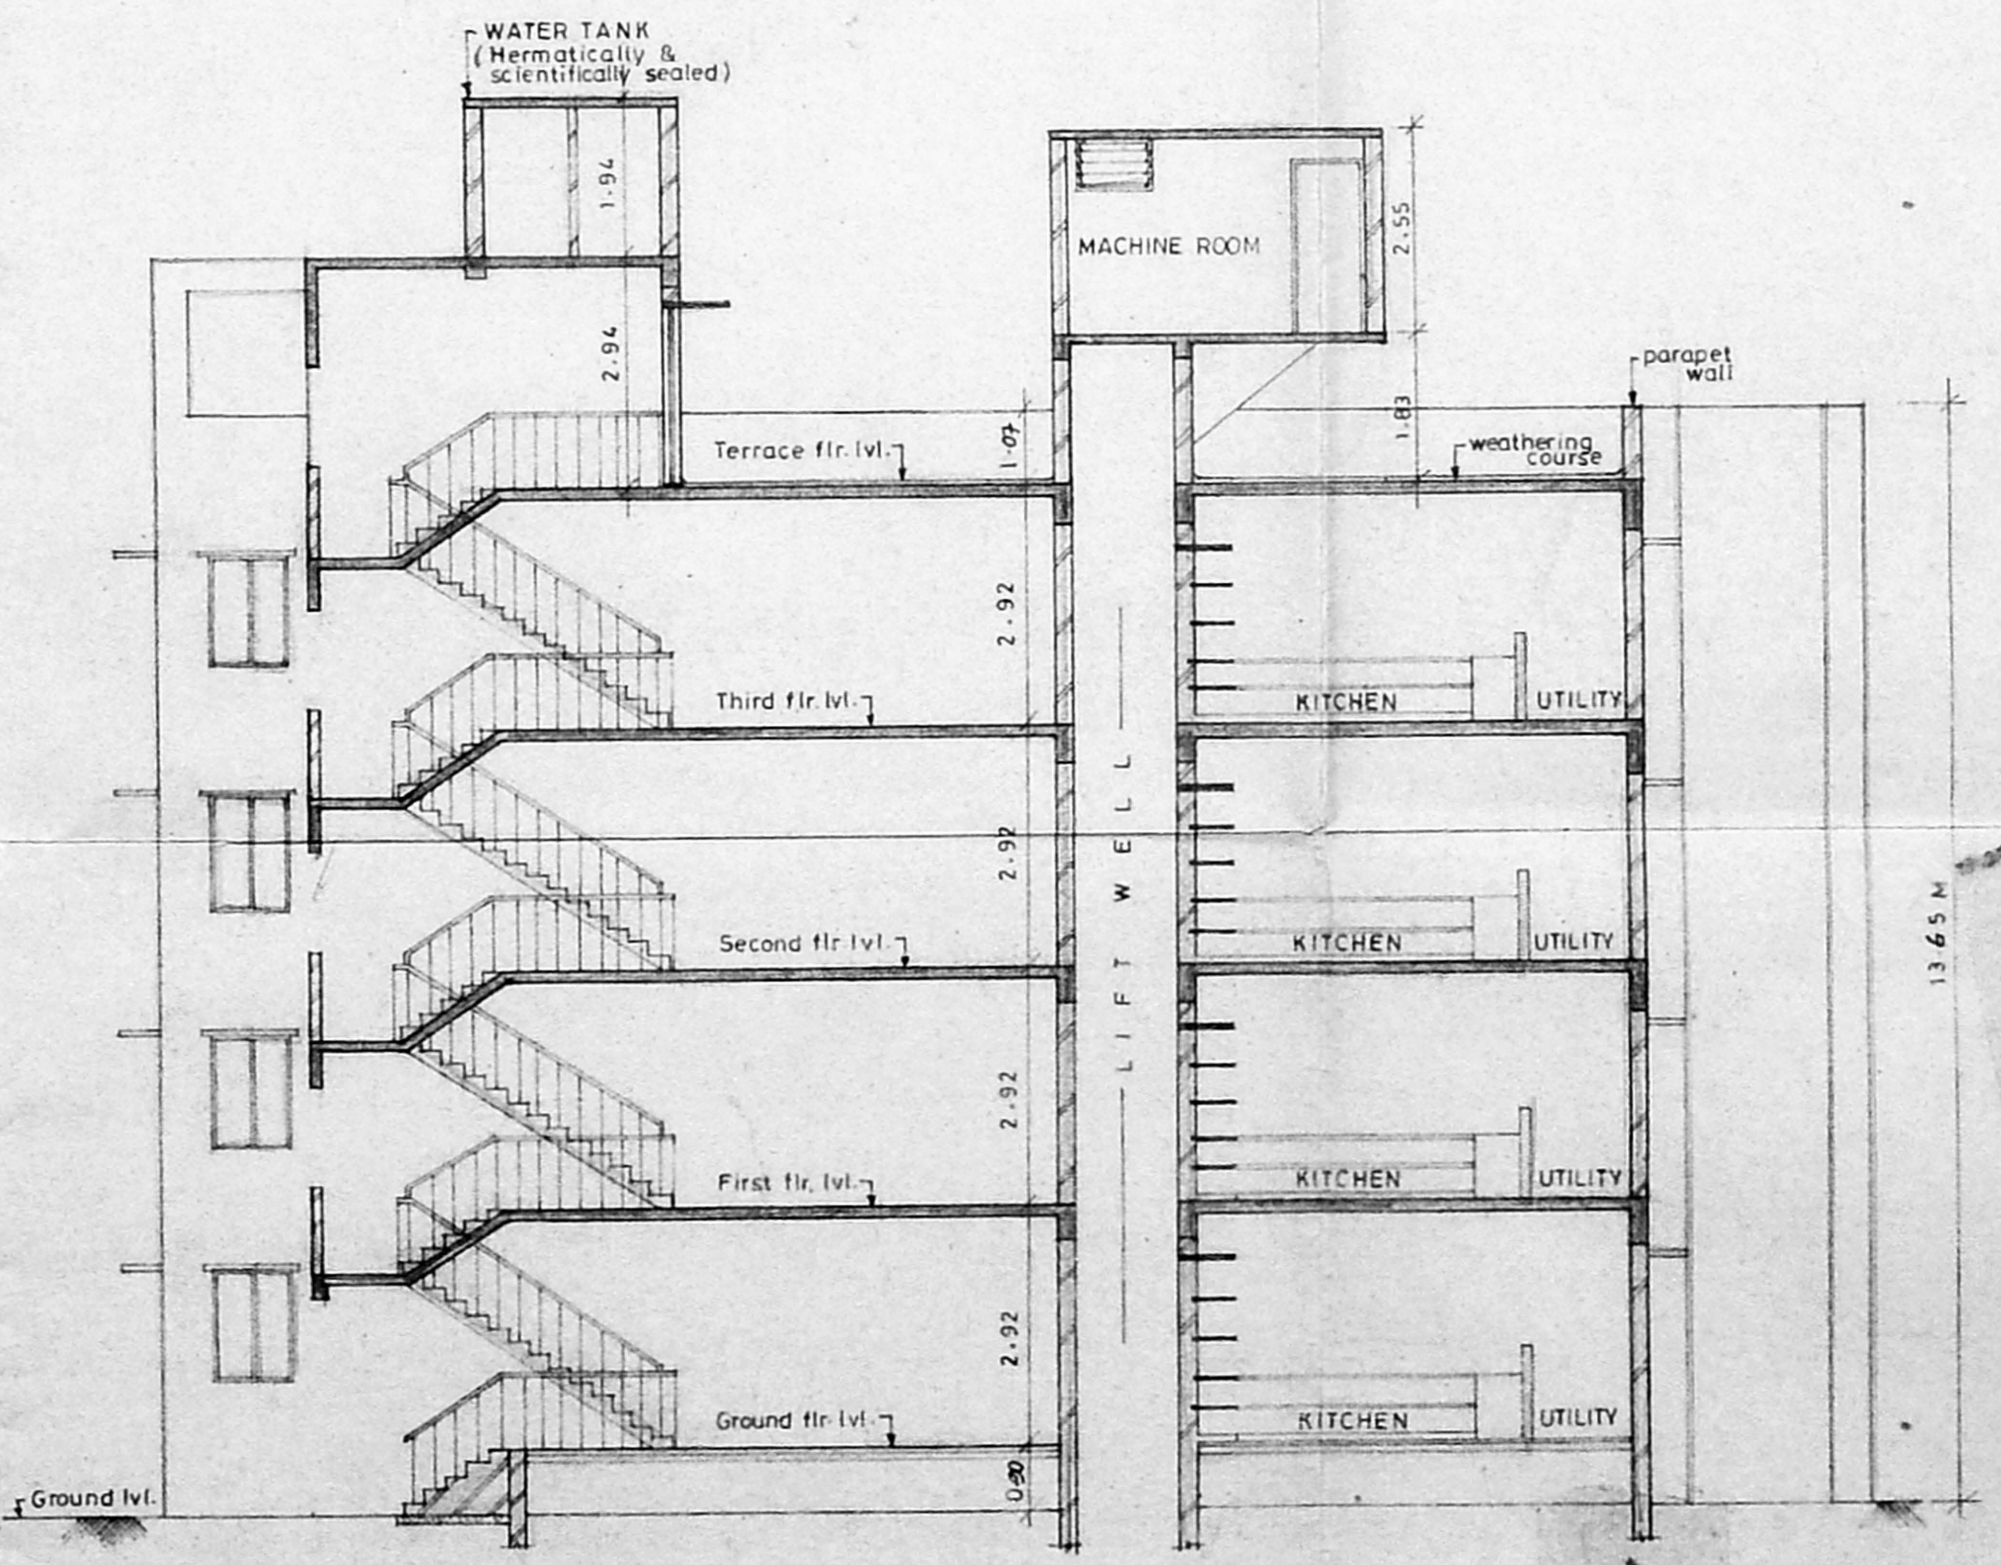 WATER TANK
(Hermatically &
scientifically sealed)
1.94
MACHINE ROOM
2.55
2.94
parapet
wall
1.83
Terrace flr. lvl.
1.07
weathering
course
2.92
Third flr. lvl.
KITCHEN
UTILITY
2.92
LIFT WELL
13.65 M
Second flr. lvl.
KITCHEN
UTILITY
2.92
First flr. lvl.
KITCHEN
UTILITY
2.92
Ground flr. lvl.
KITCHEN
UTILITY
Ground lvl.